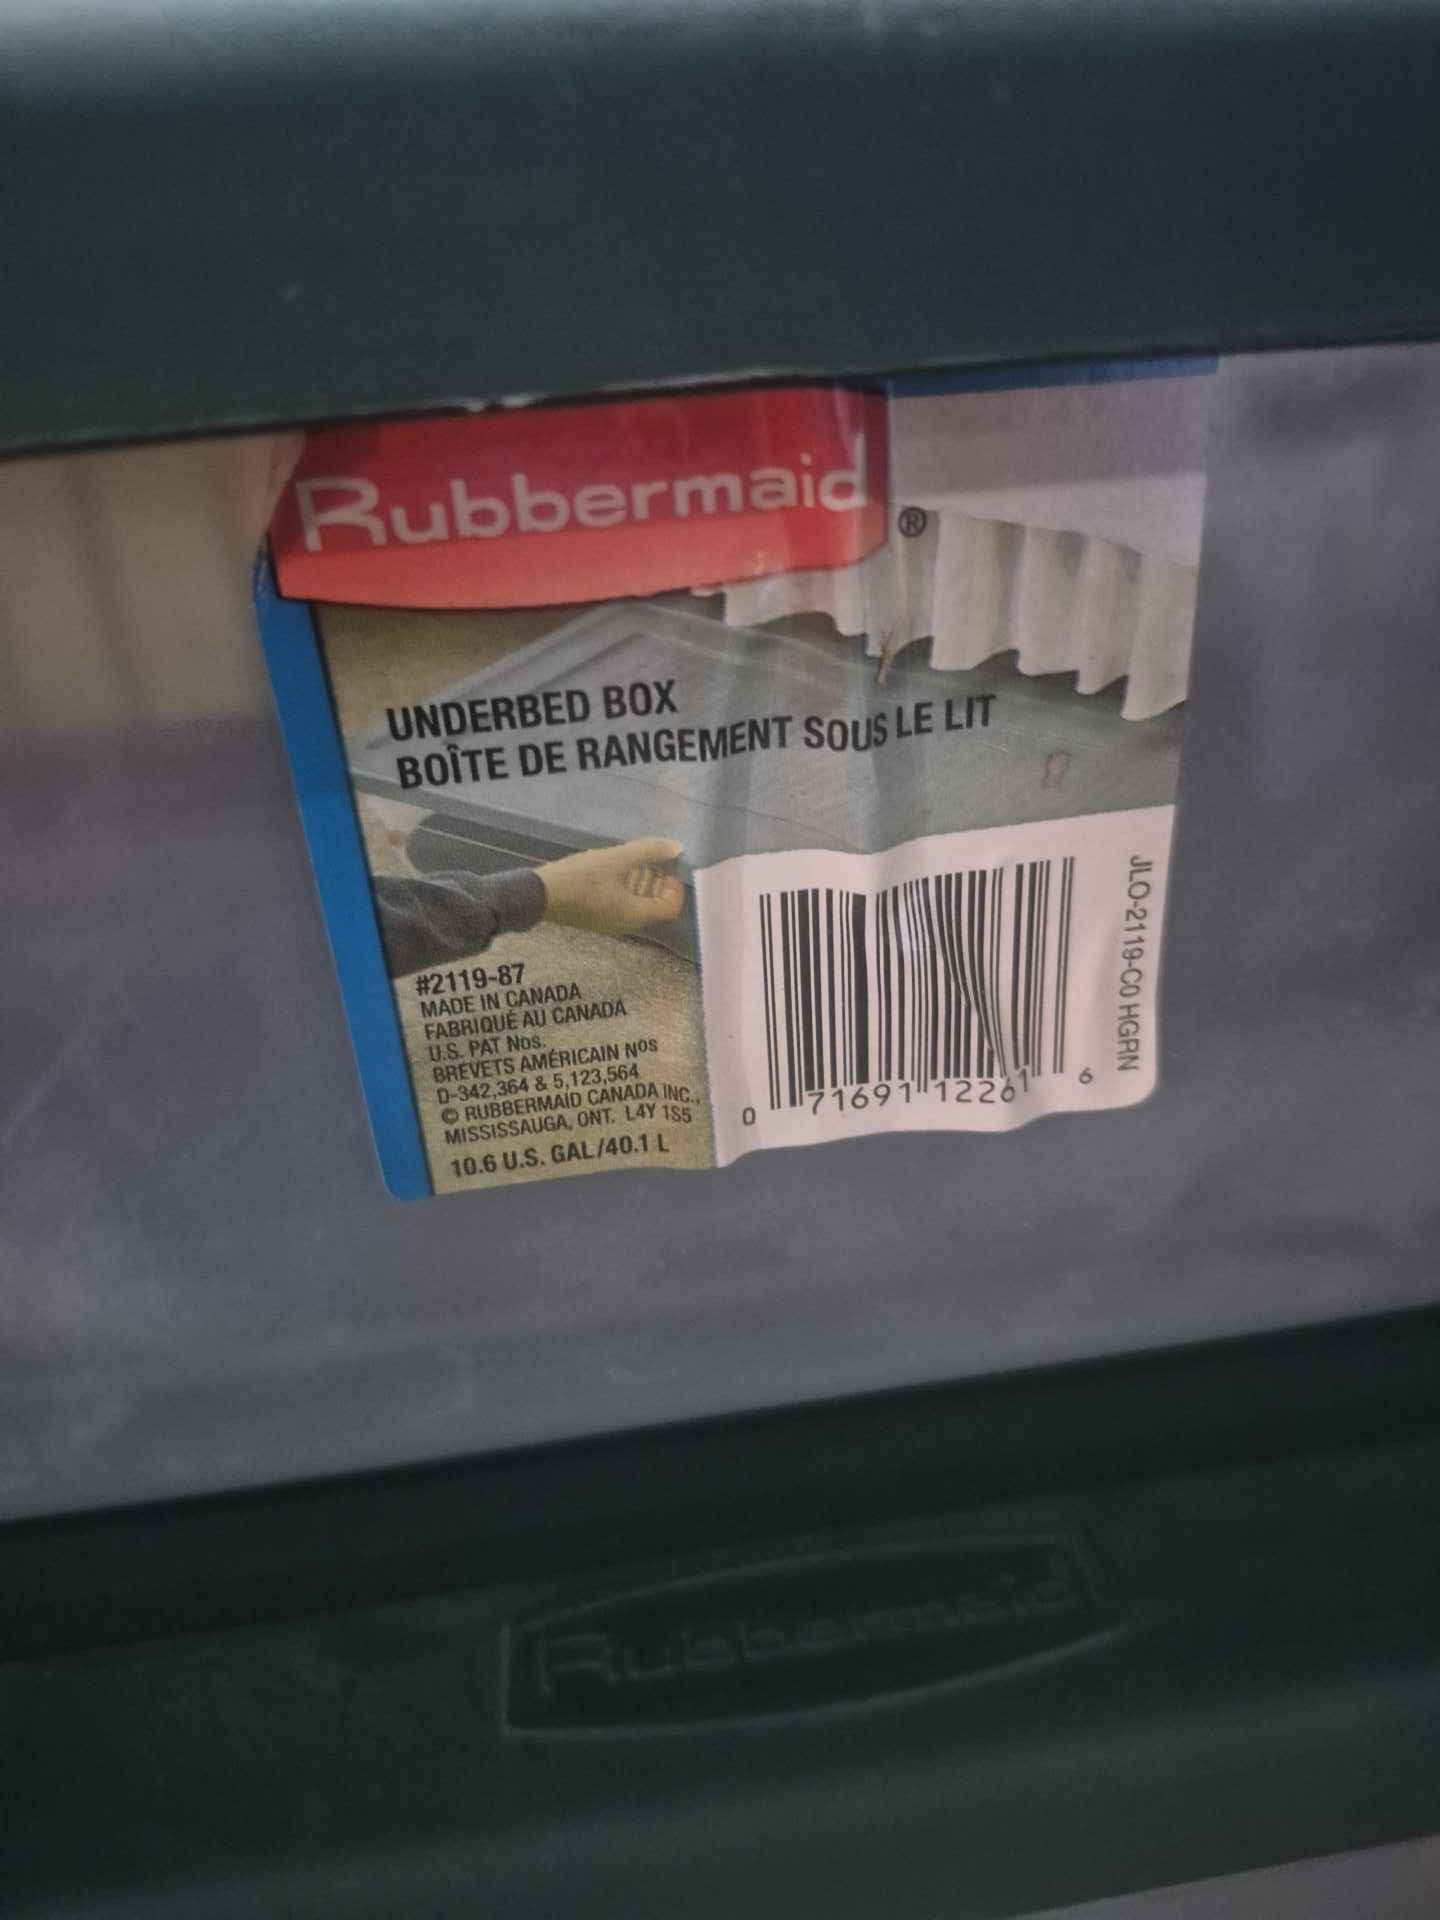 Rubbermaid®
UNDERBED BOX
BOÎTE DE RANGEMENT SOUS LE LIT
#2119-87
MADE IN CANADA
FABRIQUÉ AU CANADA
U.S. PAT Nos.
BREVETS AMÉRICAIN Nos
D-342,364 & 5,123,564
© RUBBERMAID CANADA INC.,
MISSISSAUGA, ONT. L4Y 1S5
10.6 U.S. GAL/40.1 L
0 71691 12261 6
JLO-2119-C0 HGRN
Rubbermaid